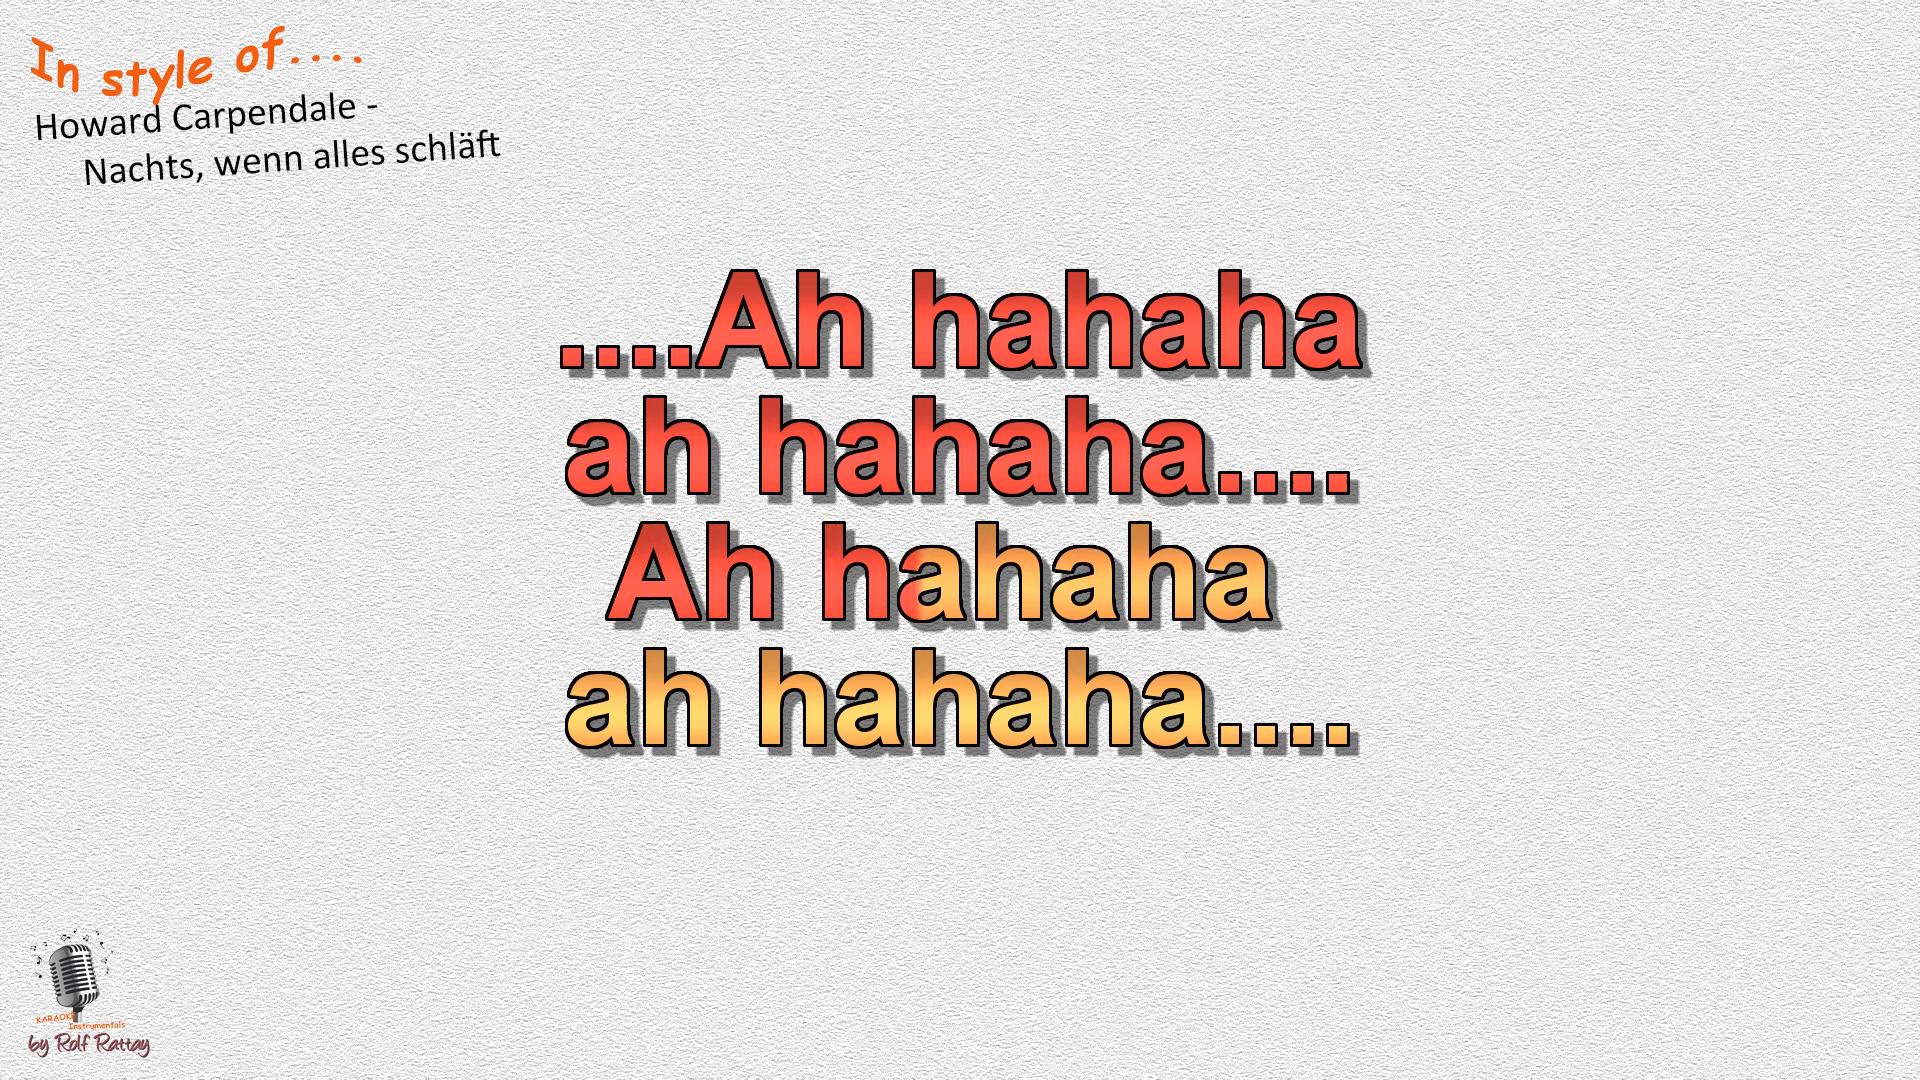 In style of....
Howard Carpendale -
Nachts, wenn alles schläft
....Ah hahaha
ah hahaha....
Ah hahaha
ah hahaha....
KARAOKE
Instrumentals
by Rolf Rattay